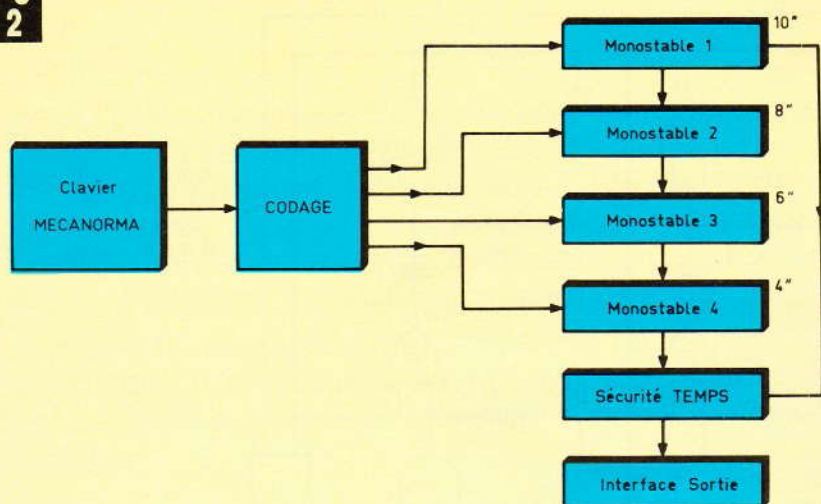 2
10"
Monostable 1
8"
Monostable 2
Clavier
MECANORMA
CODAGE
6"
Monostable 3
4"
Monostable 4
Sécurité TEMPS
Interface Sortie